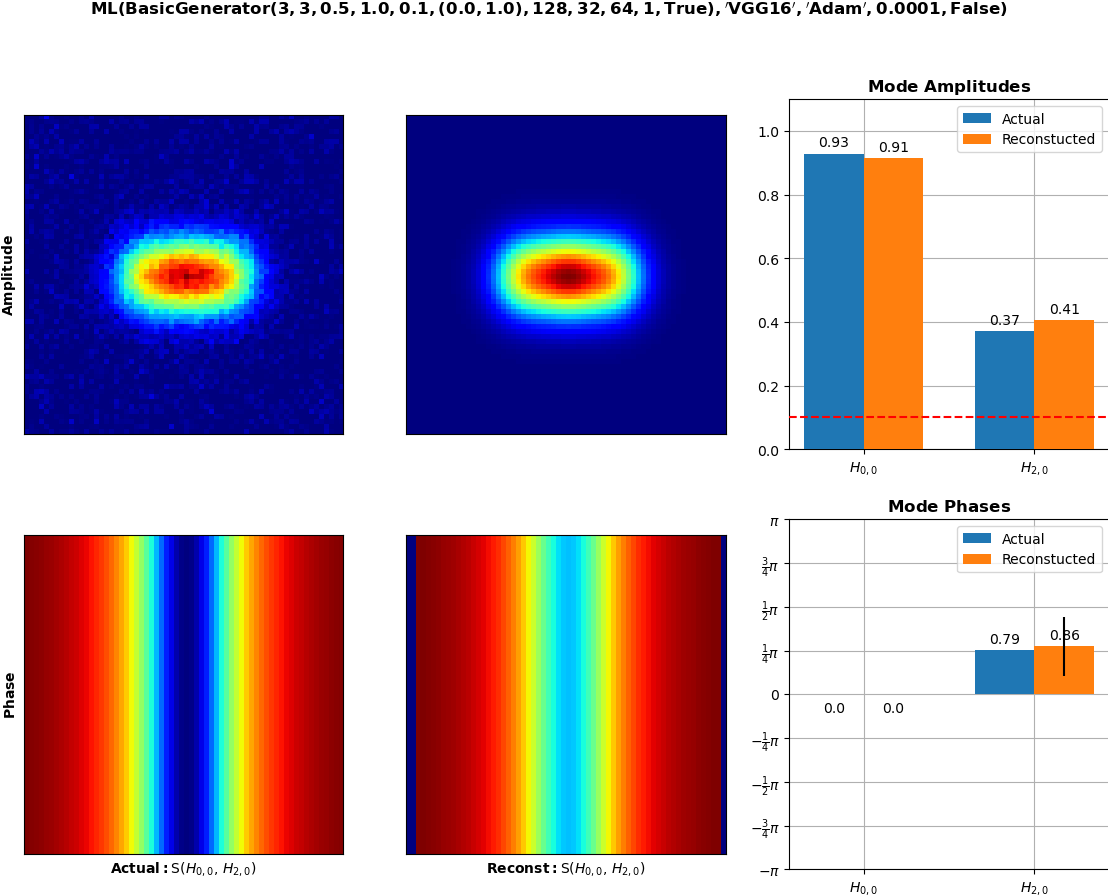 ML(BasicGenerator(3, 3, 0.5, 1.0, 0.1, (0.0, 1.0), 128, 32, 64, 1, True), ′VGG16′, ′Adam′, 0.0001, False)
Amplitude
Mode Amplitudes
Actual
Reconstucted
1.0
0.8
0.6
0.4
0.2
0.0
0.93
0.91
0.37
0.41
H0, 0
H2, 0
Phase
Actual: S(H0, 0, H2, 0)
Reconst: S(H0, 0, H2, 0)
Mode Phases
Actual
Reconstucted
π
3/4π
1/2π
1/4π
0
−1/4π
−1/2π
−3/4π
−π
0.0
0.0
0.79
0.86
H0, 0
H2, 0